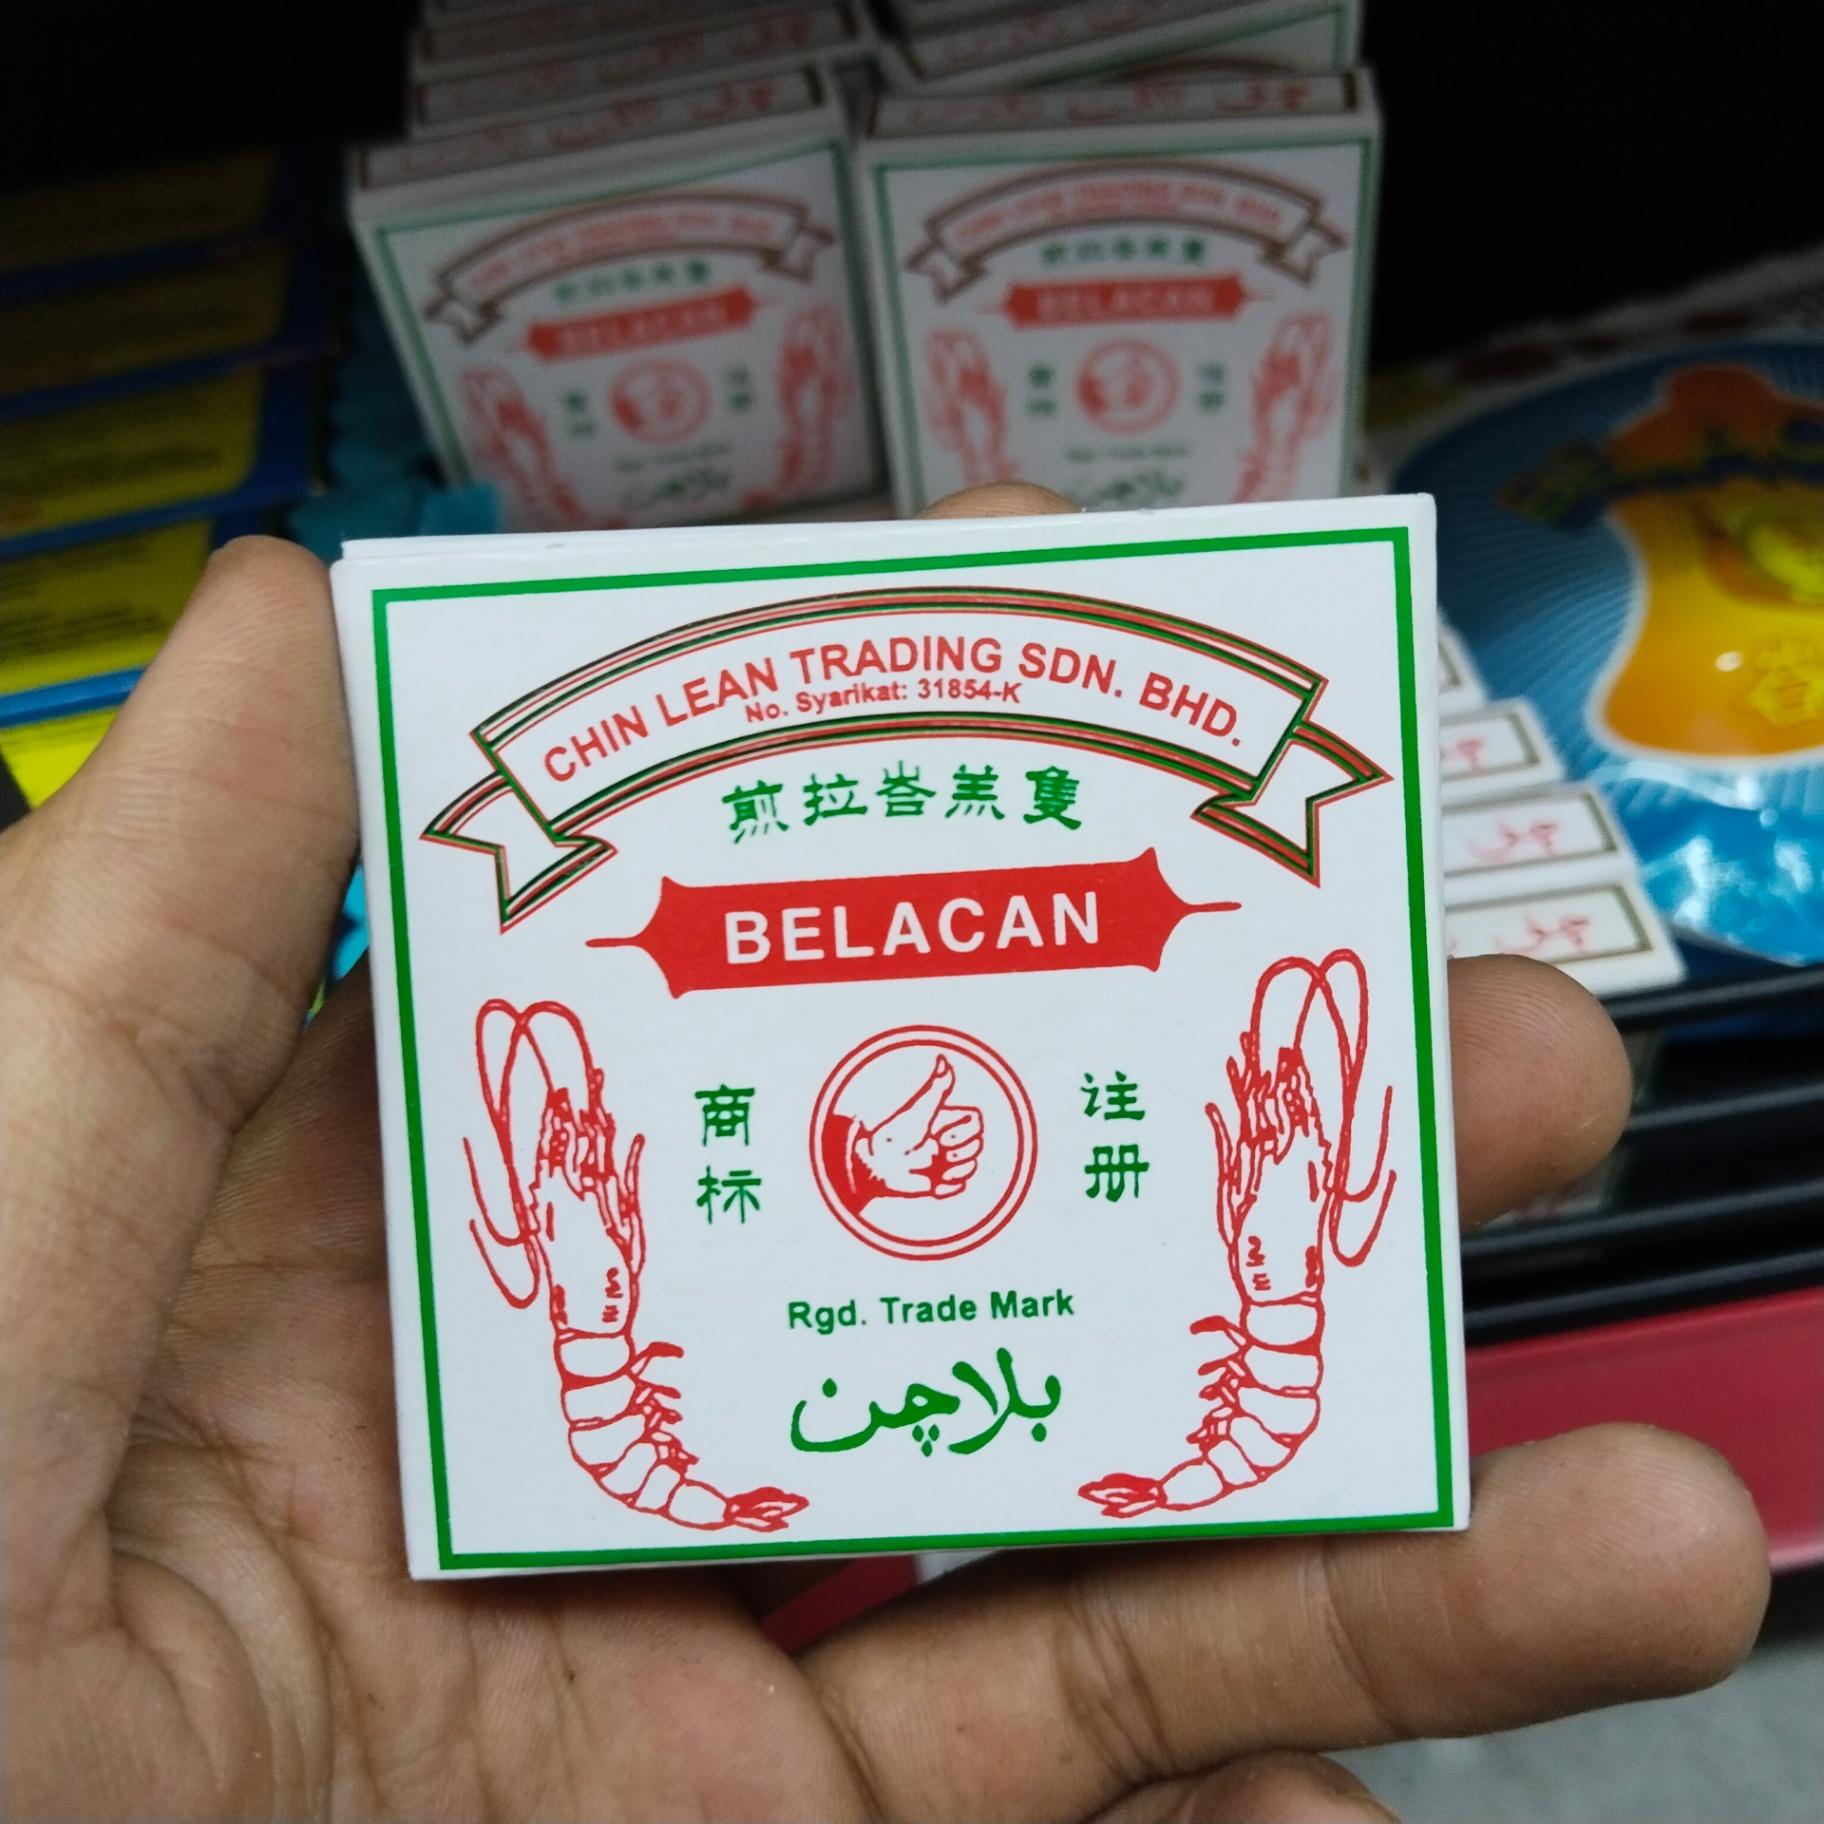 CHIN LEAN TRADING SDN. BHD.
No. Syarikat: 31854-K
煎拉峇羔隻
BELACAN
商标
注册
Rgd. Trade Mark
بلاچن
BELACAN
BELACAN